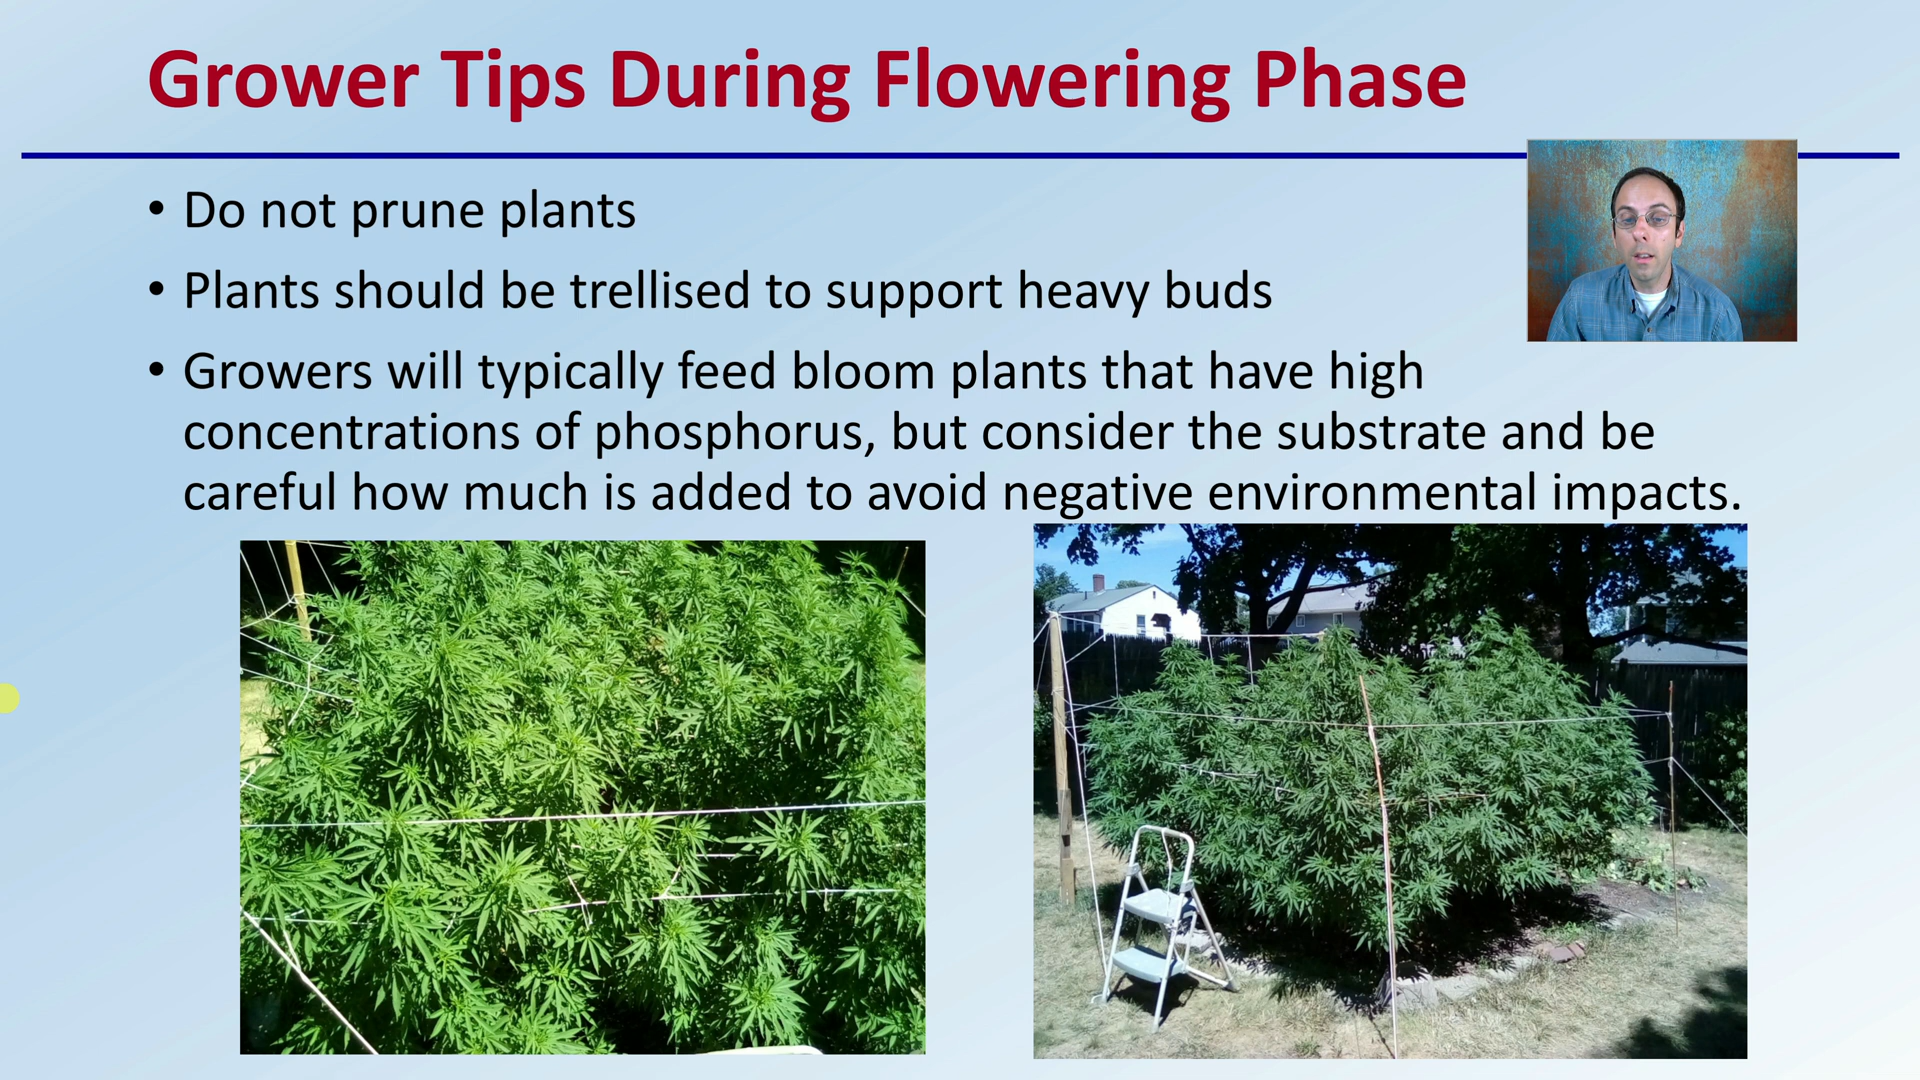 Grower Tips During Flowering Phase
• Do not prune plants
• Plants should be trellised to support heavy buds
• Growers will typically feed bloom plants that have high
concentrations of phosphorus, but consider the substrate and be
careful how much is added to avoid negative environmental impacts.